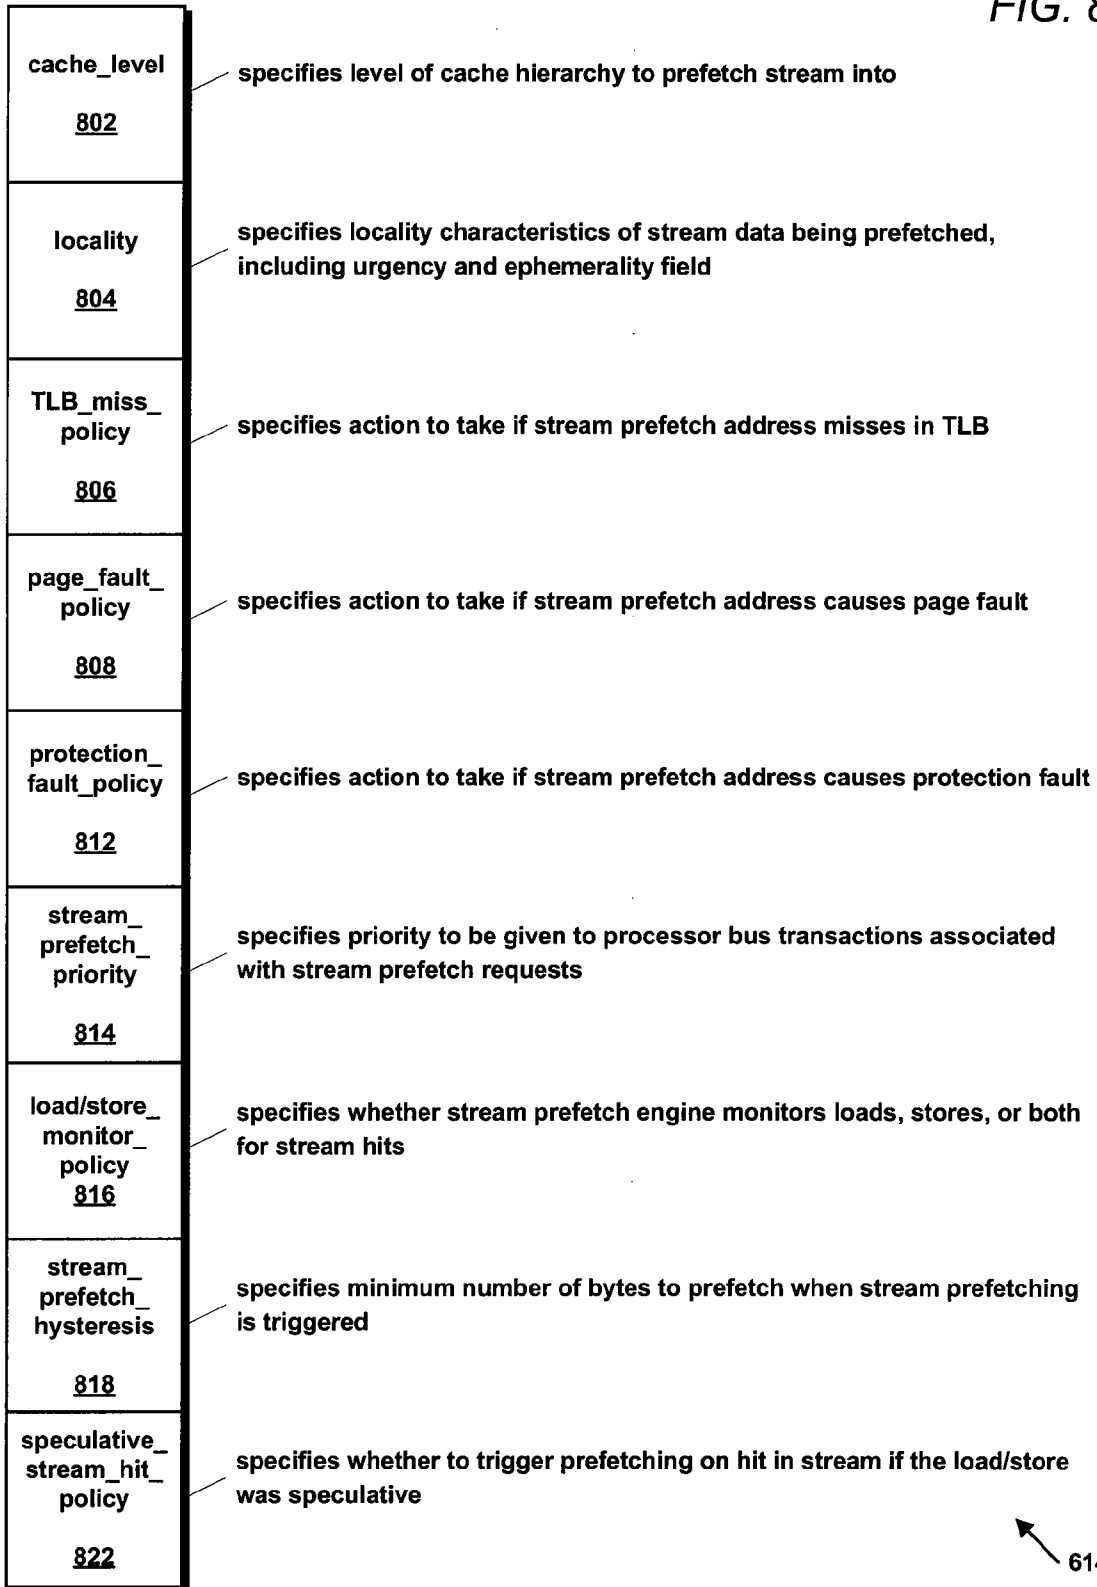 FIG. 8
cache_level
802
specifies level of cache hierarchy to prefetch stream into
locality
804
specifies locality characteristics of stream data being prefetched,
including urgency and ephemerality field
TLB_miss_
policy
806
specifies action to take if stream prefetch address misses in TLB
page_fault_
policy
808
specifies action to take if stream prefetch address causes page fault
protection_
fault_policy
812
specifies action to take if stream prefetch address causes protection fault
stream_
prefetch_
priority
814
specifies priority to be given to processor bus transactions associated
with stream prefetch requests
load/store_
monitor_
policy
816
specifies whether stream prefetch engine monitors loads, stores, or both
for stream hits
stream_
prefetch_
hysteresis
818
specifies minimum number of bytes to prefetch when stream prefetching
is triggered
speculative_
stream_hit_
policy
822
specifies whether to trigger prefetching on hit in stream if the load/store
was speculative
614